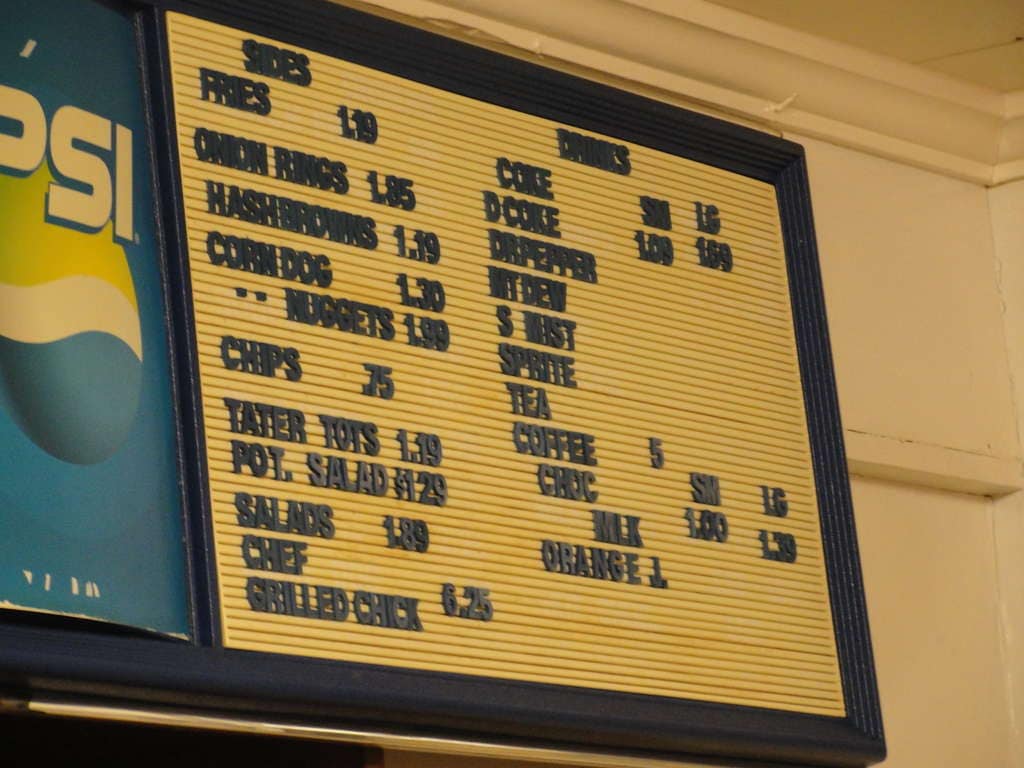 PSI
SIDES
FRIES 1.19
ONION RINGS 1.85
HASHBROWNS 1.19
CORN DOG 1.30
" NUGGETS 1.99
CHIPS .75
TATER TOTS 1.19
POT. SALAD $1.29
SALADS 1.89
CHEF
GRILLED CHICK 6.25
DRINKS
COKE SM LG
D COKE 1.09 1.69
DR PEPPER
MT DEW
S MIST
SPRITE
TEA
COFFEE 5
CHOC SM LG
MLK 1.00 1.39
ORANGE J.